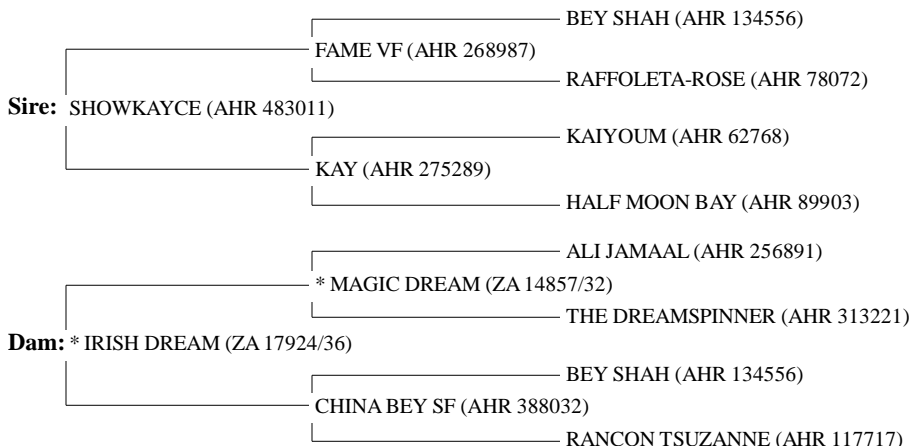 BEY SHAH (AHR 134556)
FAME VF (AHR 268987)
RAFFOLETA-ROSE (AHR 78072)
Sire: SHOWKAYCE (AHR 483011)
KAIYOUM (AHR 62768)
KAY (AHR 275289)
HALF MOON BAY (AHR 89903)
ALI JAMAAL (AHR 256891)
* MAGIC DREAM (ZA 14857/32)
THE DREAMSPINNER (AHR 313221)
Dam: * IRISH DREAM (ZA 17924/36)
BEY SHAH (AHR 134556)
CHINA BEY SF (AHR 388032)
RANCON TSUZANNE (AHR 117717)